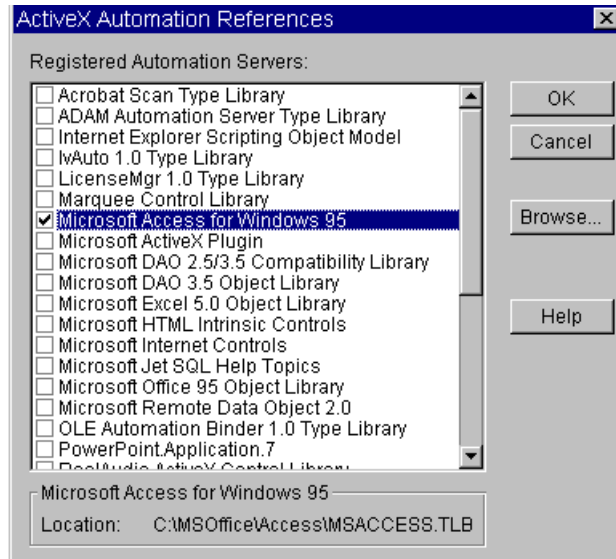 ActiveX Automation References
Registered Automation Servers:
Acrobat Scan Type Library
ADAM Automation Server Type Library
Internet Explorer Scripting Object Model
IvAuto 1.0 Type Library
LicenseMgr 1.0 Type Library
Marquee Control Library
Microsoft Access for Windows 95
Microsoft ActiveX Plugin
Microsoft DAO 2.5/3.5 Compatibility Library
Microsoft DAO 3.5 Object Library
Microsoft Excel 5.0 Object Library
Microsoft HTML Intrinsic Controls
Microsoft Internet Controls
Microsoft Jet SQL Help Topics
Microsoft Office 95 Object Library
Microsoft Remote Data Object 2.0
OLE Automation Binder 1.0 Type Library
PowerPoint.Application.7
RealAudio ActiveX Control Library
OK
Cancel
Browse...
Help
Microsoft Access for Windows 95
Location: C:\MSOffice\Access\MSACCESS.TLB